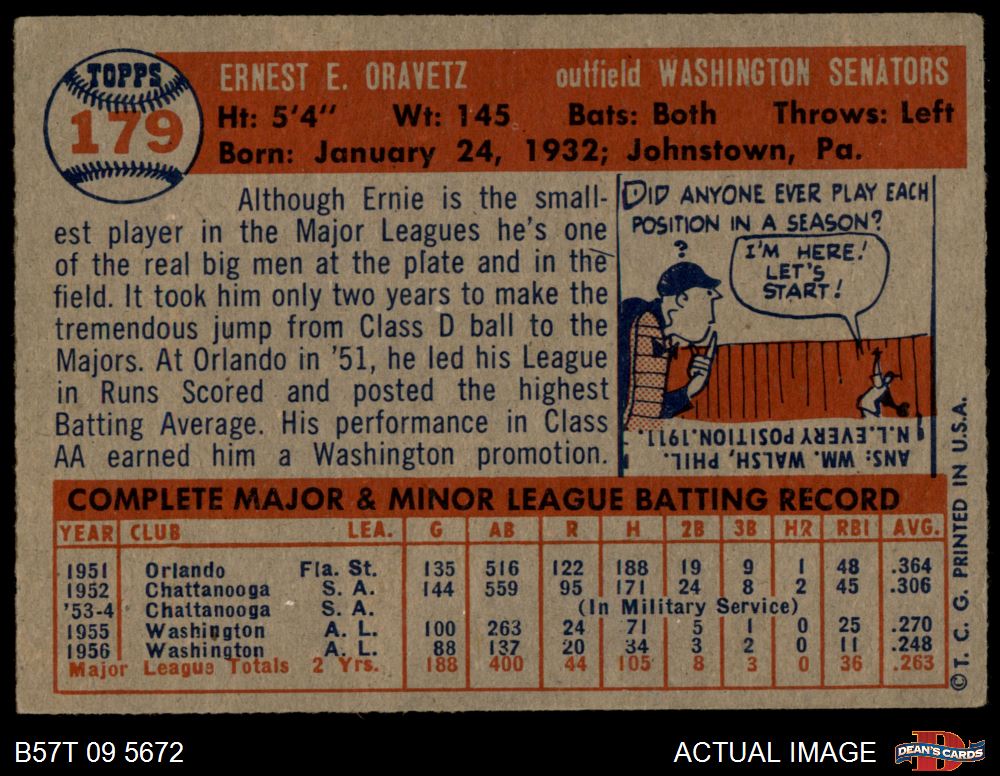 TOPPS
179
ERNEST E. ORAVETZ outfield WASHINGTON SENATORS
Ht: 5'4" Wt: 145 Bats: Both Throws: Left
Born: January 24, 1932; Johnstown, Pa.
Although Ernie is the small-
est player in the Major Leagues he's one
of the real big men at the plate and in the
field. It took him only two years to make the
tremendous jump from Class D ball to the
Majors. At Orlando in '51, he led his League
in Runs Scored and posted the highest
Batting Average. His performance in Class
AA earned him a Washington promotion.
DID ANYONE EVER PLAY EACH
POSITION IN A SEASON?
?
I'M HERE!
LET'S
START!
ANS: WM. WALSH, PHIL.
N.L. EVERY POSITION. 1911.
COMPLETE MAJOR & MINOR LEAGUE BATTING RECORD
YEAR CLUB LEA. G AB R H 2B 3B HR RBI AVG.
1951 Orlando Fla. St. 135 516 122 188 19 9 1 48 .364
1952 Chattanooga S. A. 144 559 95 171 24 8 2 45 .306
'53-4 Chattanooga S. A. (In Military Service)
1955 Washington A. L. 100 263 24 71 5 1 0 25 .270
1956 Washington A. L. 88 137 20 34 3 2 0 11 .248
Major League Totals 2 Yrs. 188 400 44 105 8 3 0 36 .263
©T. C. G. PRINTED IN U.S.A.
B57T 09 5672
ACTUAL IMAGE
DEAN'S CARDS